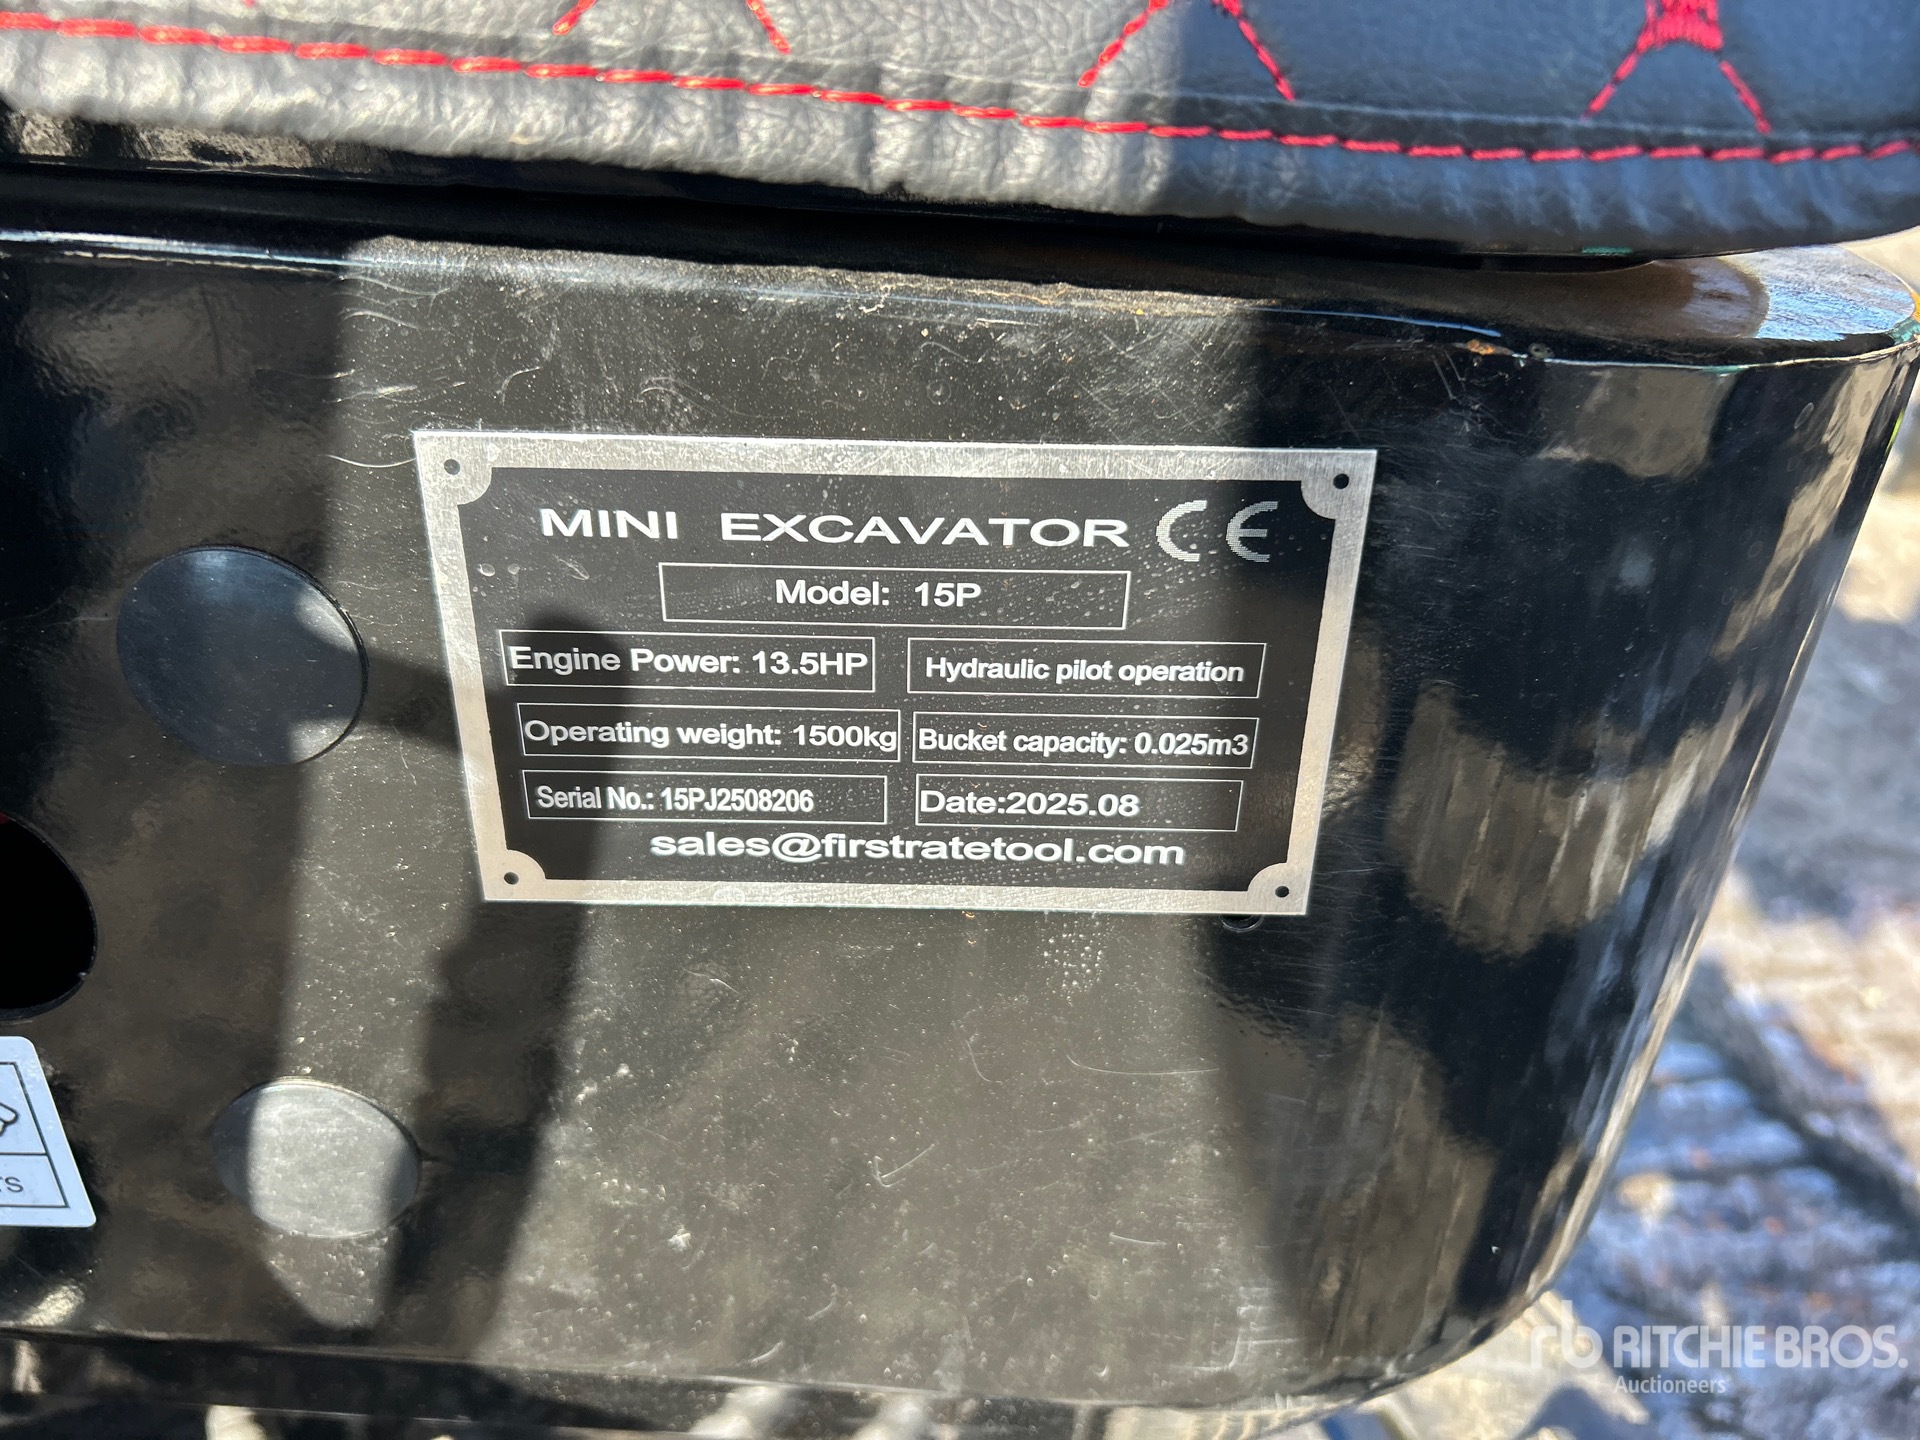 MINI EXCAVATOR CE
Model: 15P
Engine Power: 13.5HP
Hydraulic pilot operation
Operating weight: 1500kg
Bucket capacity: 0.025m3
Serial No.: 15PJ2508206
Date:2025.08
sales@firstratetool.com
rb RITCHIE BROS.
Auctioneers